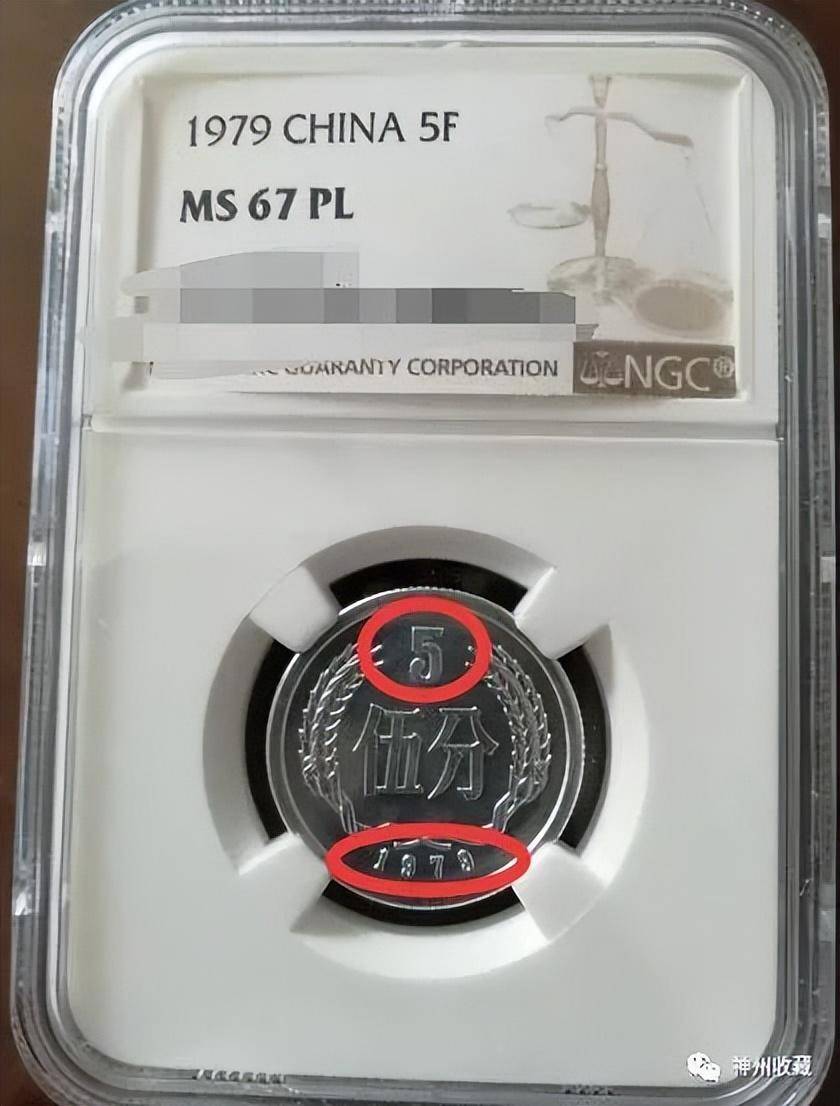 1979 CHINA 5F
MS 67 PL
GUARANTY CORPORATION
NGC®
5
伍分
1979
神州收藏